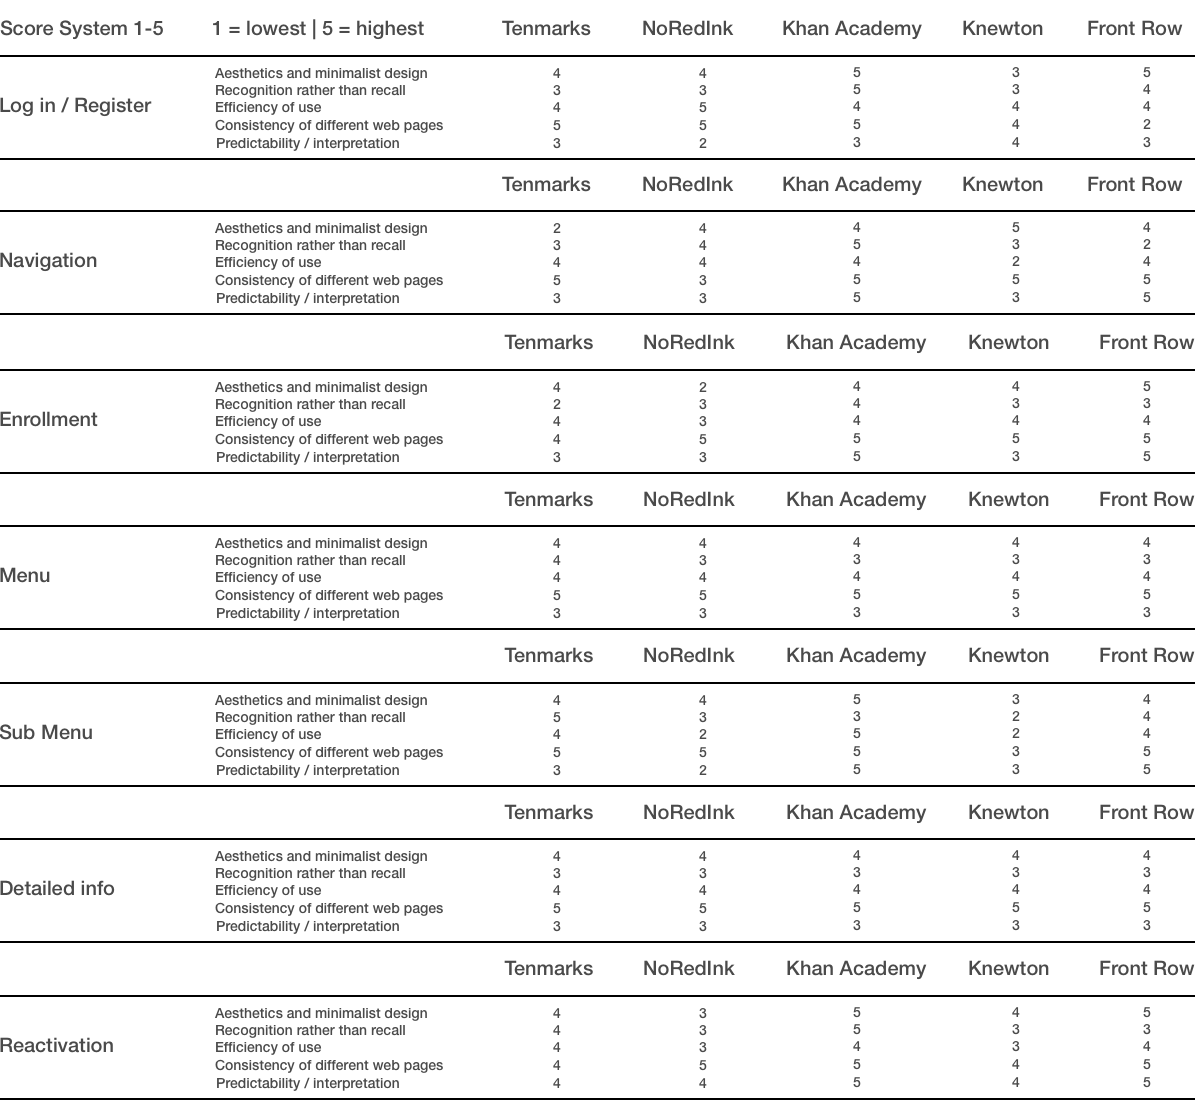 Score System 1-5 1 = lowest | 5 = highest Tenmarks NoRedInk Khan Academy Knewton Front Row
Aesthetics and minimalist design 4 4 5 3 5
Recognition rather than recall 3 3 5 3 4
Log in / Register
Efficiency of use 4 5 4 4 4
Consistency of different web pages 5 5 5 4 2
Predictability / interpretation 3 2 3 4 3
Tenmarks NoRedInk Khan Academy Knewton Front Row
Aesthetics and minimalist design 2 4 4 5 4
Recognition rather than recall 3 4 5 3 2
Navigation
Efficiency of use 4 4 4 2 4
Consistency of different web pages 5 3 5 5 5
Predictability / interpretation 3 3 5 3 5
Tenmarks NoRedInk Khan Academy Knewton Front Row
Aesthetics and minimalist design 4 2 4 4 5
Recognition rather than recall 2 3 4 3 3
Enrollment
Efficiency of use 4 3 4 4 4
Consistency of different web pages 4 5 5 5 5
Predictability / interpretation 3 3 5 3 5
Tenmarks NoRedInk Khan Academy Knewton Front Row
Aesthetics and minimalist design 4 4 4 4 4
Recognition rather than recall 4 3 3 3 3
Menu
Efficiency of use 4 4 4 4 4
Consistency of different web pages 5 5 5 5 5
Predictability / interpretation 3 3 3 3 3
Tenmarks NoRedInk Khan Academy Knewton Front Row
Aesthetics and minimalist design 4 4 5 3 4
Recognition rather than recall 5 3 3 2 4
Sub Menu
Efficiency of use 4 2 5 2 4
Consistency of different web pages 5 5 5 3 5
Predictability / interpretation 3 2 5 3 5
Tenmarks NoRedInk Khan Academy Knewton Front Row
Aesthetics and minimalist design 4 4 4 4 4
Recognition rather than recall 3 3 3 3 3
Detailed info
Efficiency of use 4 4 4 4 4
Consistency of different web pages 5 5 5 5 5
Predictability / interpretation 3 3 3 3 3
Tenmarks NoRedInk Khan Academy Knewton Front Row
Aesthetics and minimalist design 4 3 5 4 5
Recognition rather than recall 4 3 5 3 3
Reactivation
Efficiency of use 4 3 4 3 4
Consistency of different web pages 4 5 5 4 5
Predictability / interpretation 4 4 5 4 5